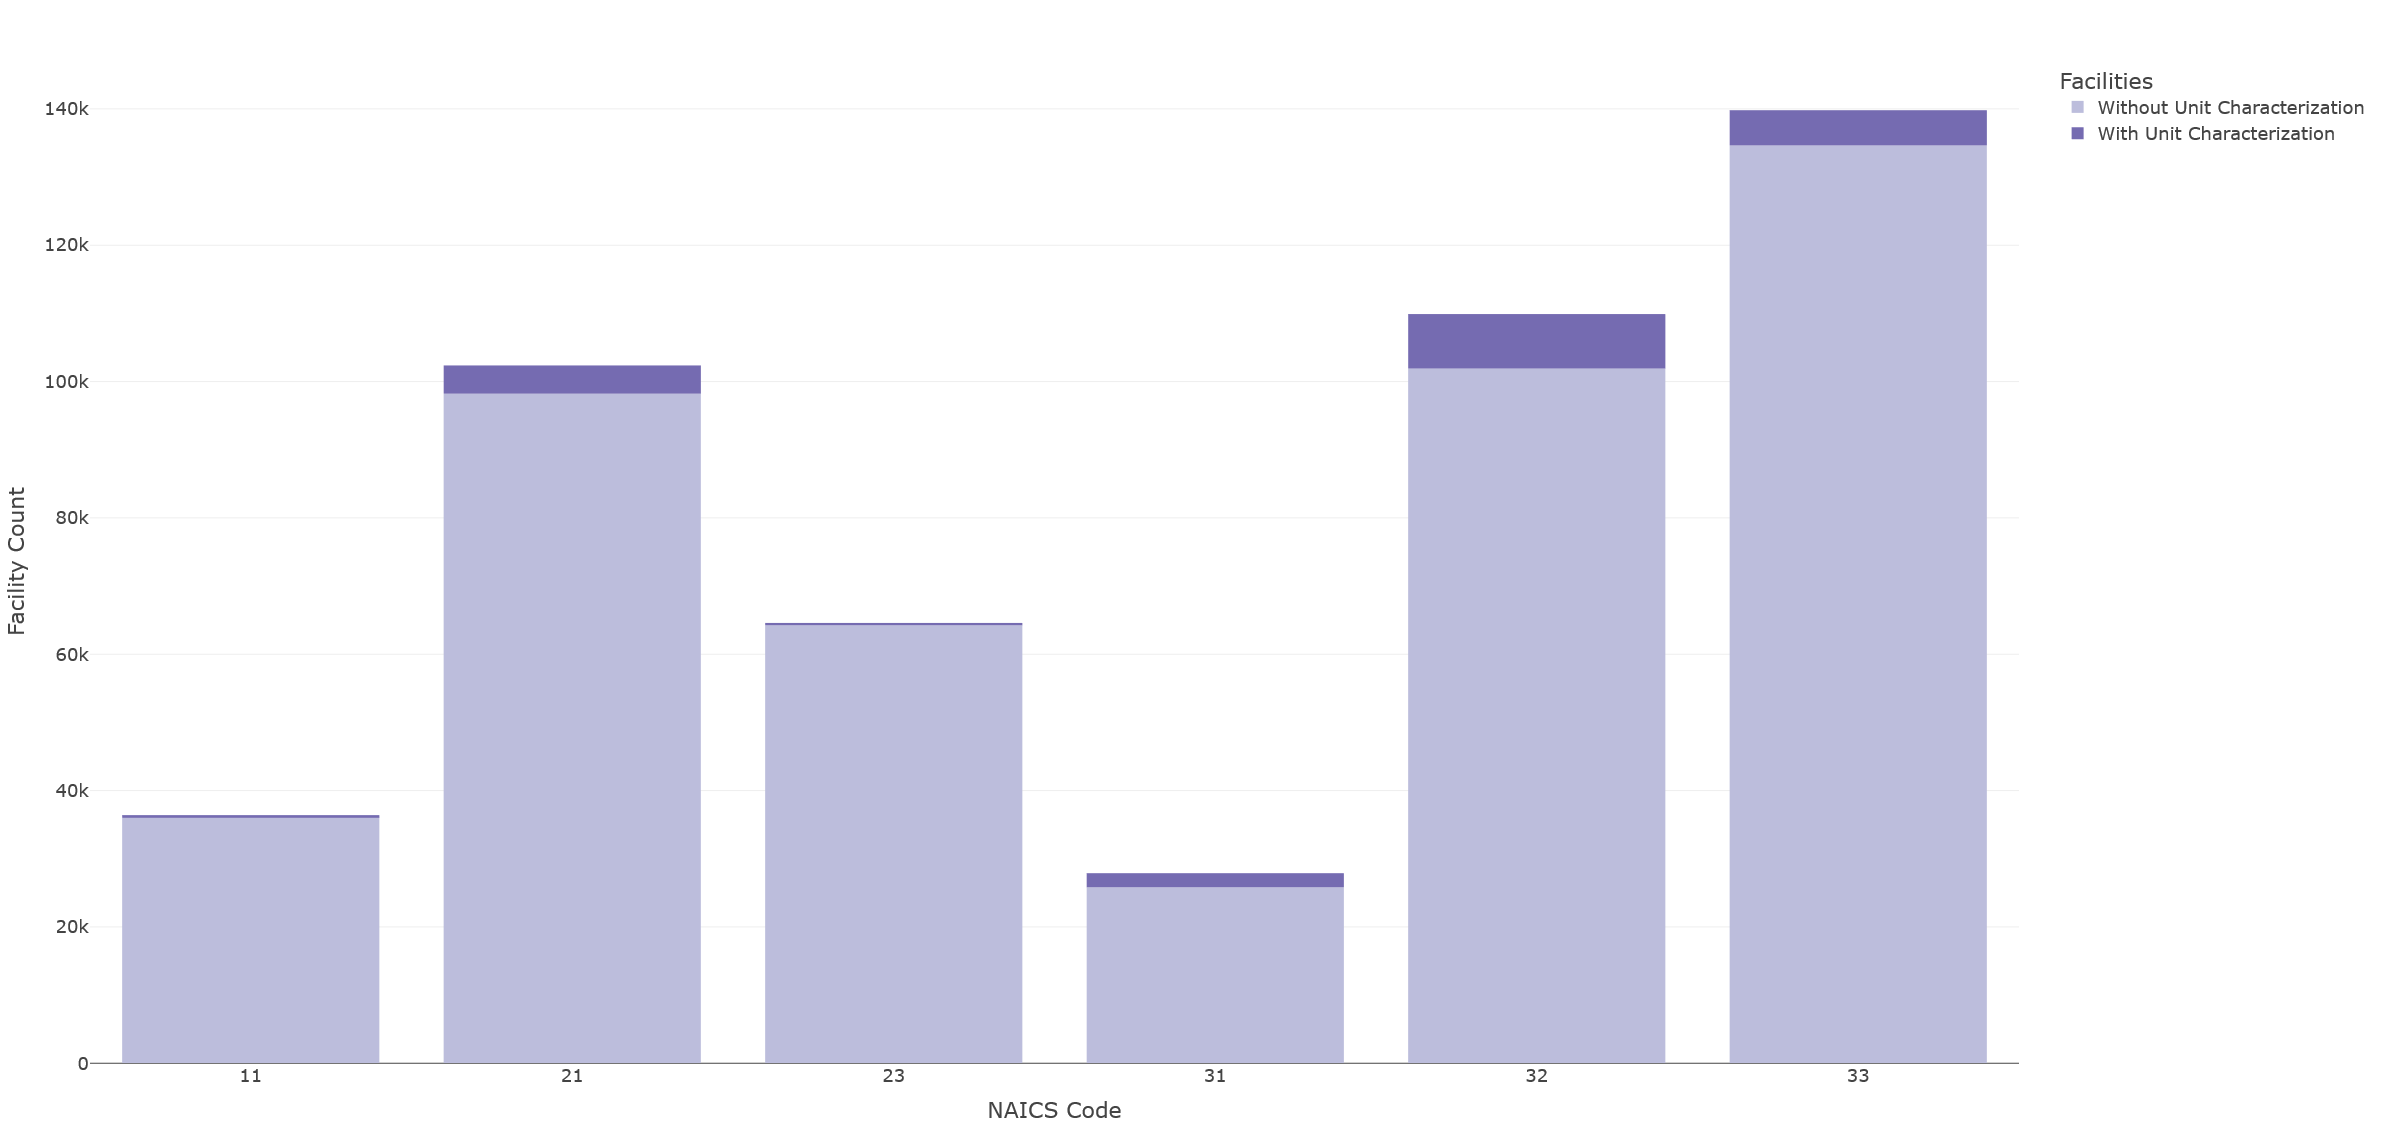 Facilities
Without Unit Characterization
With Unit Characterization
140k
120k
100k
80k
60k
40k
20k
0
Facility Count
11 21 23 31 32 33
NAICS Code